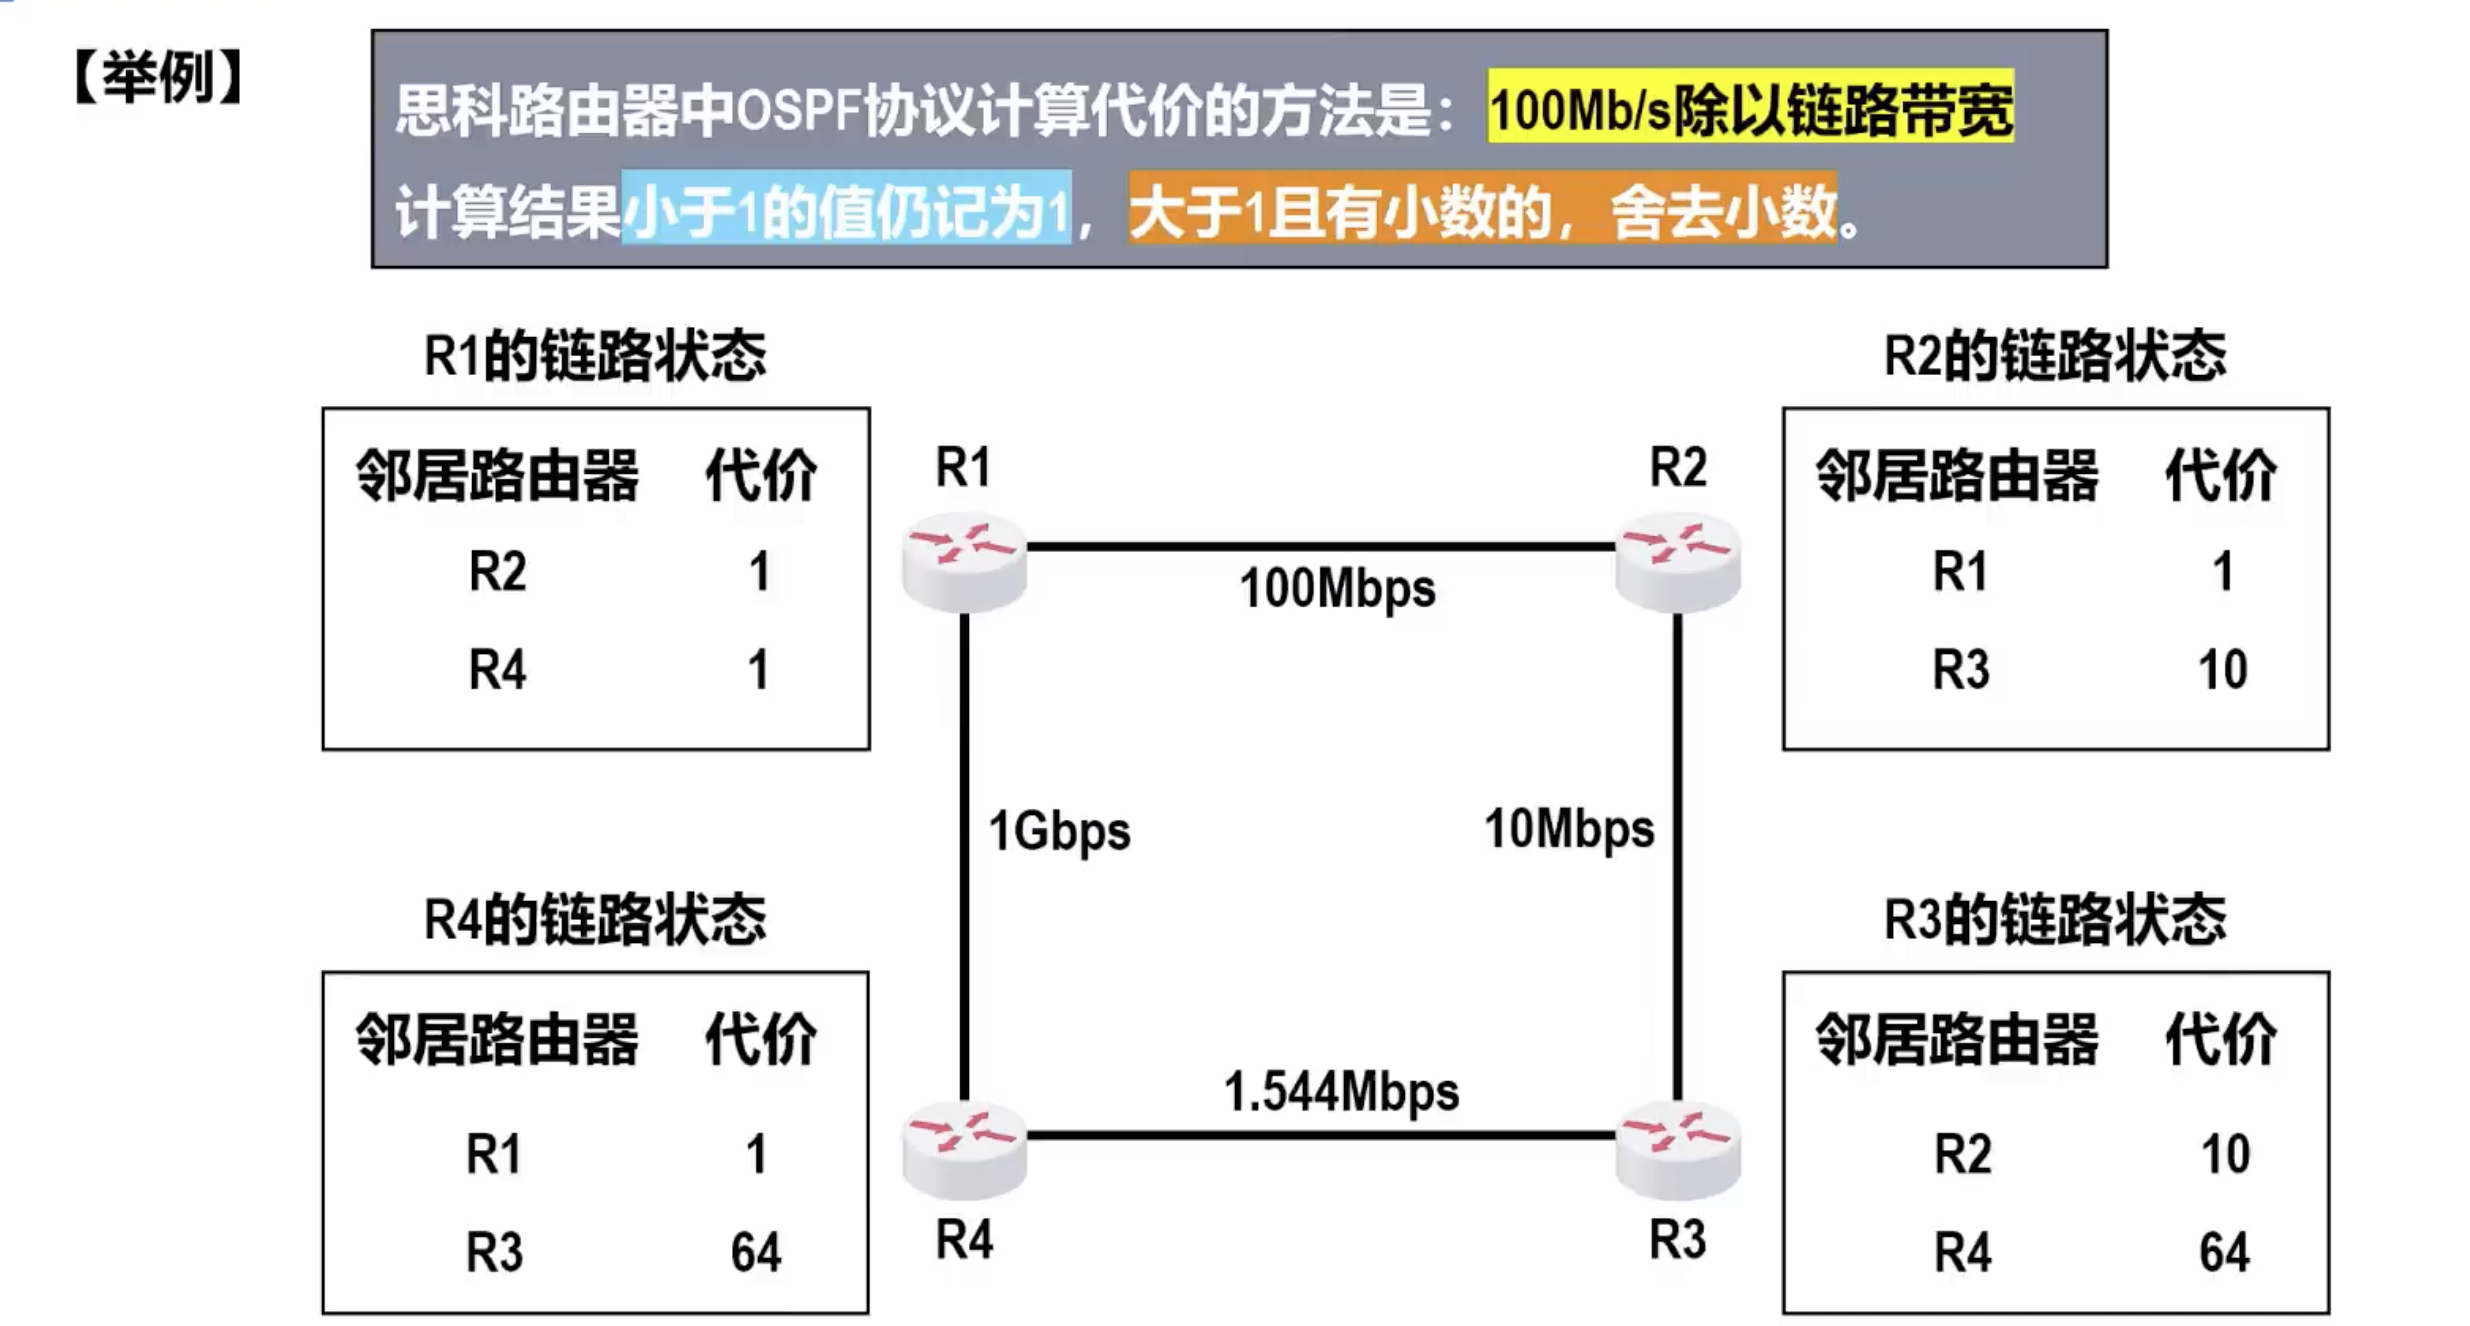 【举例】
思科路由器中OSPF协议计算代价的方法是：100Mb/s除以链路带宽
计算结果小于1的值仍记为1，大于1且有小数的，舍去小数。
R1的链路状态
邻居路由器 代价
R2 1
R4 1
R2的链路状态
邻居路由器 代价
R1 1
R3 10
R1
R2
100Mbps
1Gbps
10Mbps
1.544Mbps
R4
R3
R4的链路状态
邻居路由器 代价
R1 1
R3 64
R3的链路状态
邻居路由器 代价
R2 10
R4 64